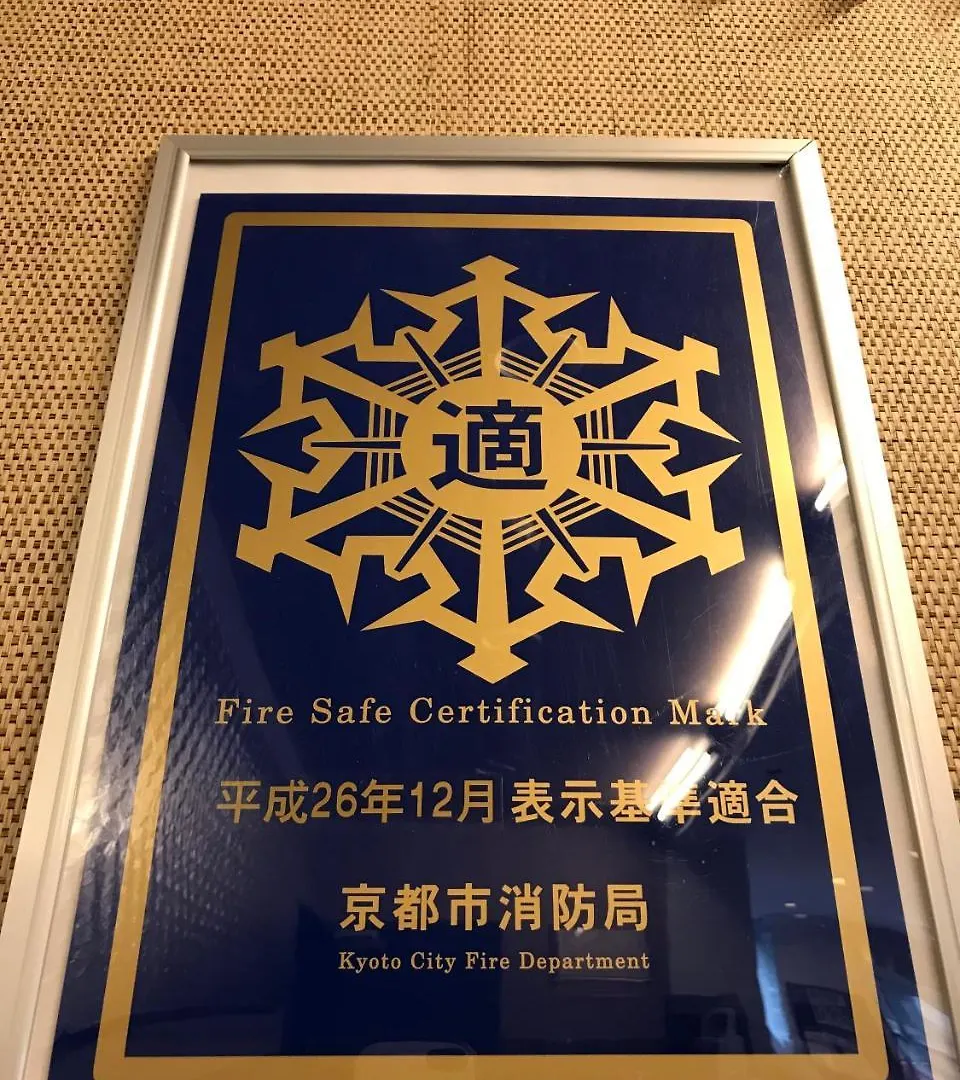 適
Fire Safe Certification Mark
平成26年12月 表示基準適合
京都市消防局
Kyoto City Fire Department